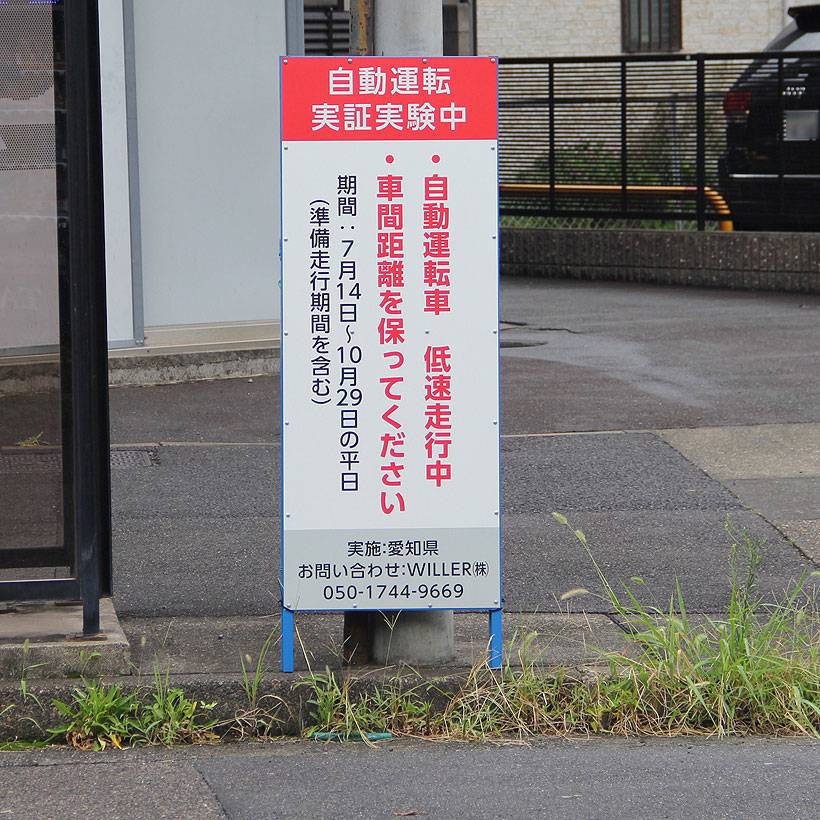 自動運転
実証実験中
・自動運転車 低速走行中
・車間距離を保ってください
期間：7月14日～10月29日の平日
（準備走行期間を含む）
実施：愛知県
お問い合わせ：WILLER㈱
050-1744-9669